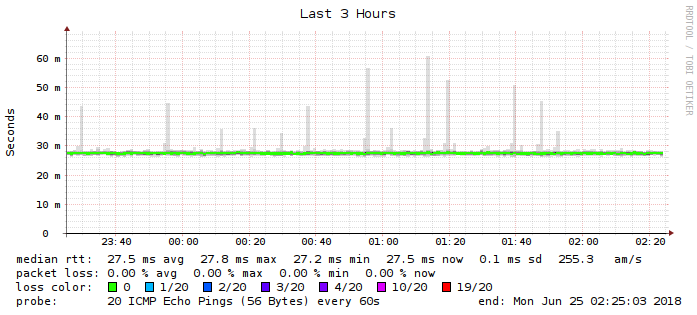 Last 3 Hours
RRDTOOL / TOBI OETIKER
Seconds
60 m
50 m
40 m
30 m
20 m
10 m
0
23:40 00:00 00:20 00:40 01:00 01:20 01:40 02:00 02:20
median rtt: 27.5 ms avg 27.8 ms max 27.2 ms min 27.5 ms now 0.1 ms sd 255.3 am/s
packet loss: 0.00 % avg 0.00 % max 0.00 % min 0.00 % now
loss color: 0 1/20 2/20 3/20 4/20 10/20 19/20
probe: 20 ICMP Echo Pings (56 Bytes) every 60s end: Mon Jun 25 02:25:03 2018